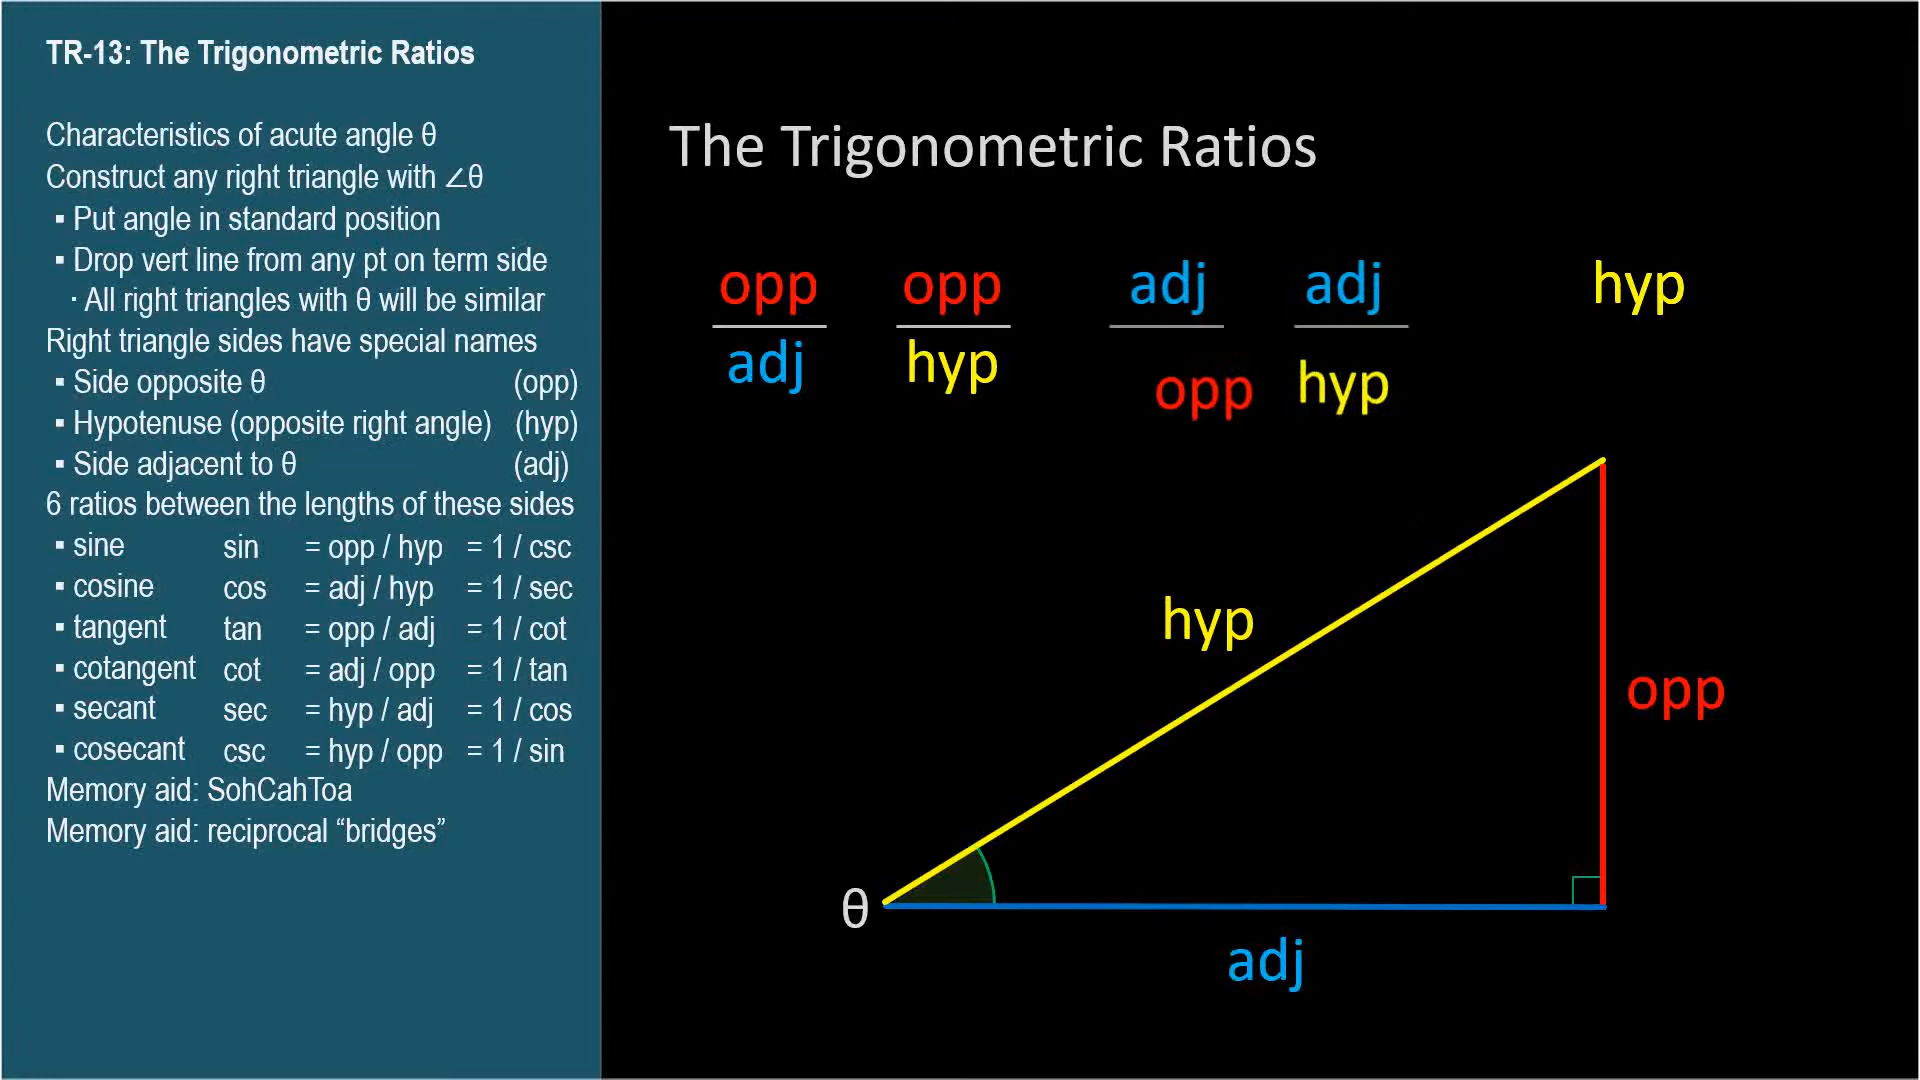 TR-13: The Trigonometric Ratios
Characteristics of acute angle θ
Construct any right triangle with ∠θ
▪ Put angle in standard position
▪ Drop vert line from any pt on term side
· All right triangles with θ will be similar
Right triangle sides have special names
▪ Side opposite θ (opp)
▪ Hypotenuse (opposite right angle) (hyp)
▪ Side adjacent to θ (adj)
6 ratios between the lengths of these sides
▪ sine sin = opp / hyp = 1 / csc
▪ cosine cos = adj / hyp = 1 / sec
▪ tangent tan = opp / adj = 1 / cot
▪ cotangent cot = adj / opp = 1 / tan
▪ secant sec = hyp / adj = 1 / cos
▪ cosecant csc = hyp / opp = 1 / sin
Memory aid: SohCahToa
Memory aid: reciprocal “bridges”
The Trigonometric Ratios
opp opp adj adj hyp
adj hyp opp hyp
hyp
opp
θ
adj